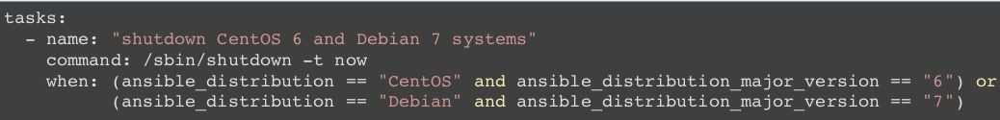 tasks:
  - name: "shutdown CentOS 6 and Debian 7 systems"
    command: /sbin/shutdown -t now
    when: (ansible_distribution == "CentOS" and ansible_distribution_major_version == "6") or
          (ansible_distribution == "Debian" and ansible_distribution_major_version == "7")